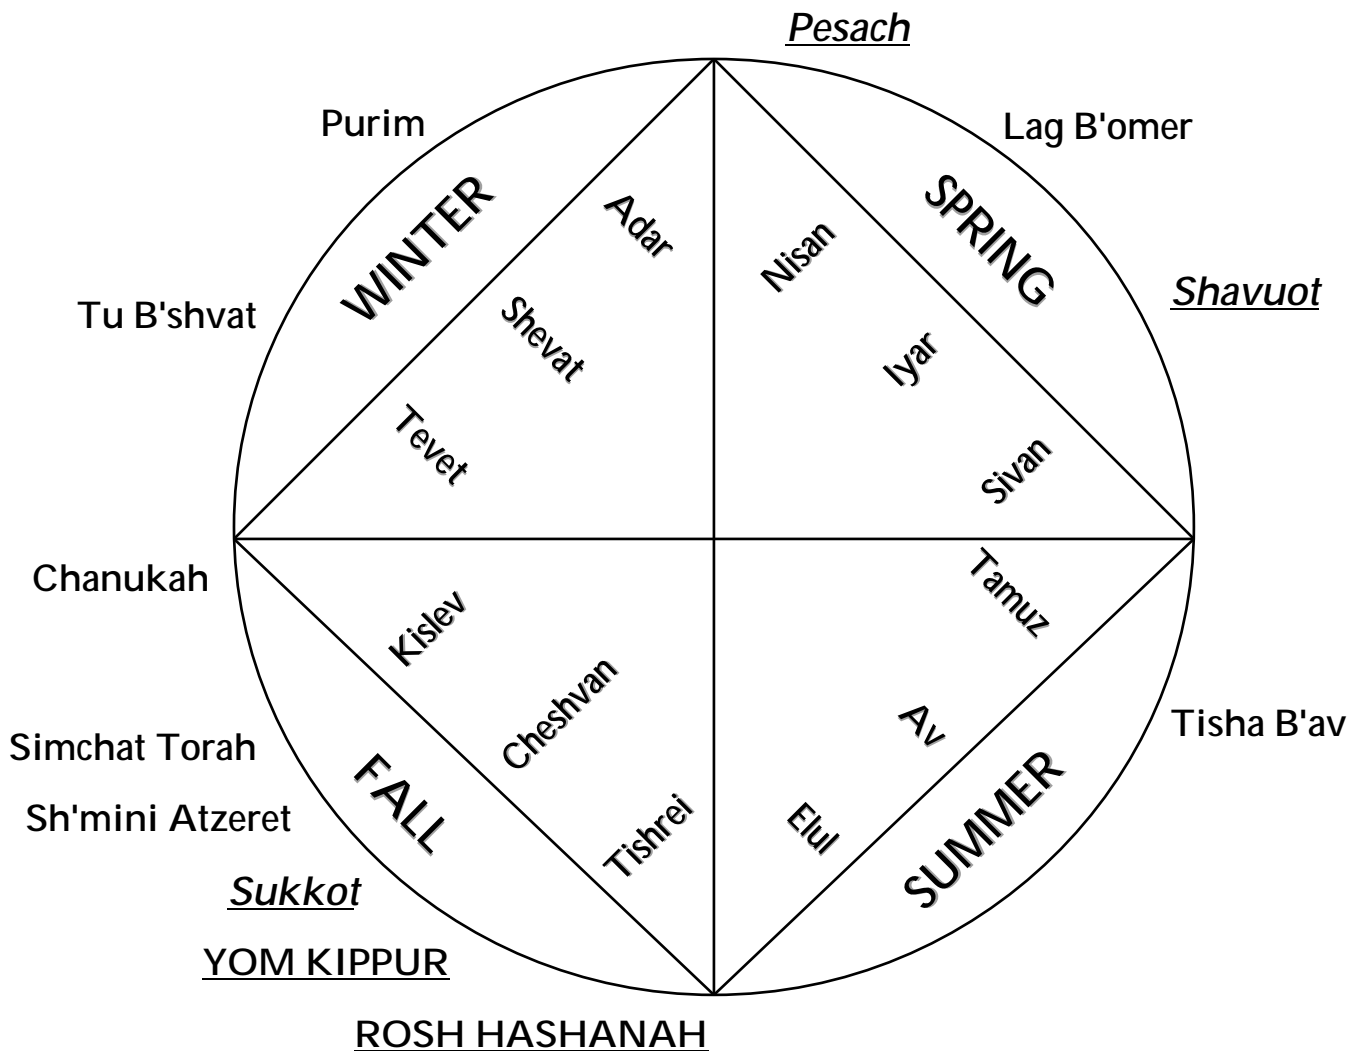 Pesach
Purim
Lag B'omer
WINTER
SPRING
Adar
Nisan
Tu B'shvat
Shavuot
Shevat
Iyar
Tevet
Sivan
Chanukah
Kislev
Tamuz
Cheshvan
Av
Tisha B'av
Simchat Torah
FALL
SUMMER
Sh'mini Atzeret
Tishrei
Elul
Sukkot
YOM KIPPUR
ROSH HASHANAH